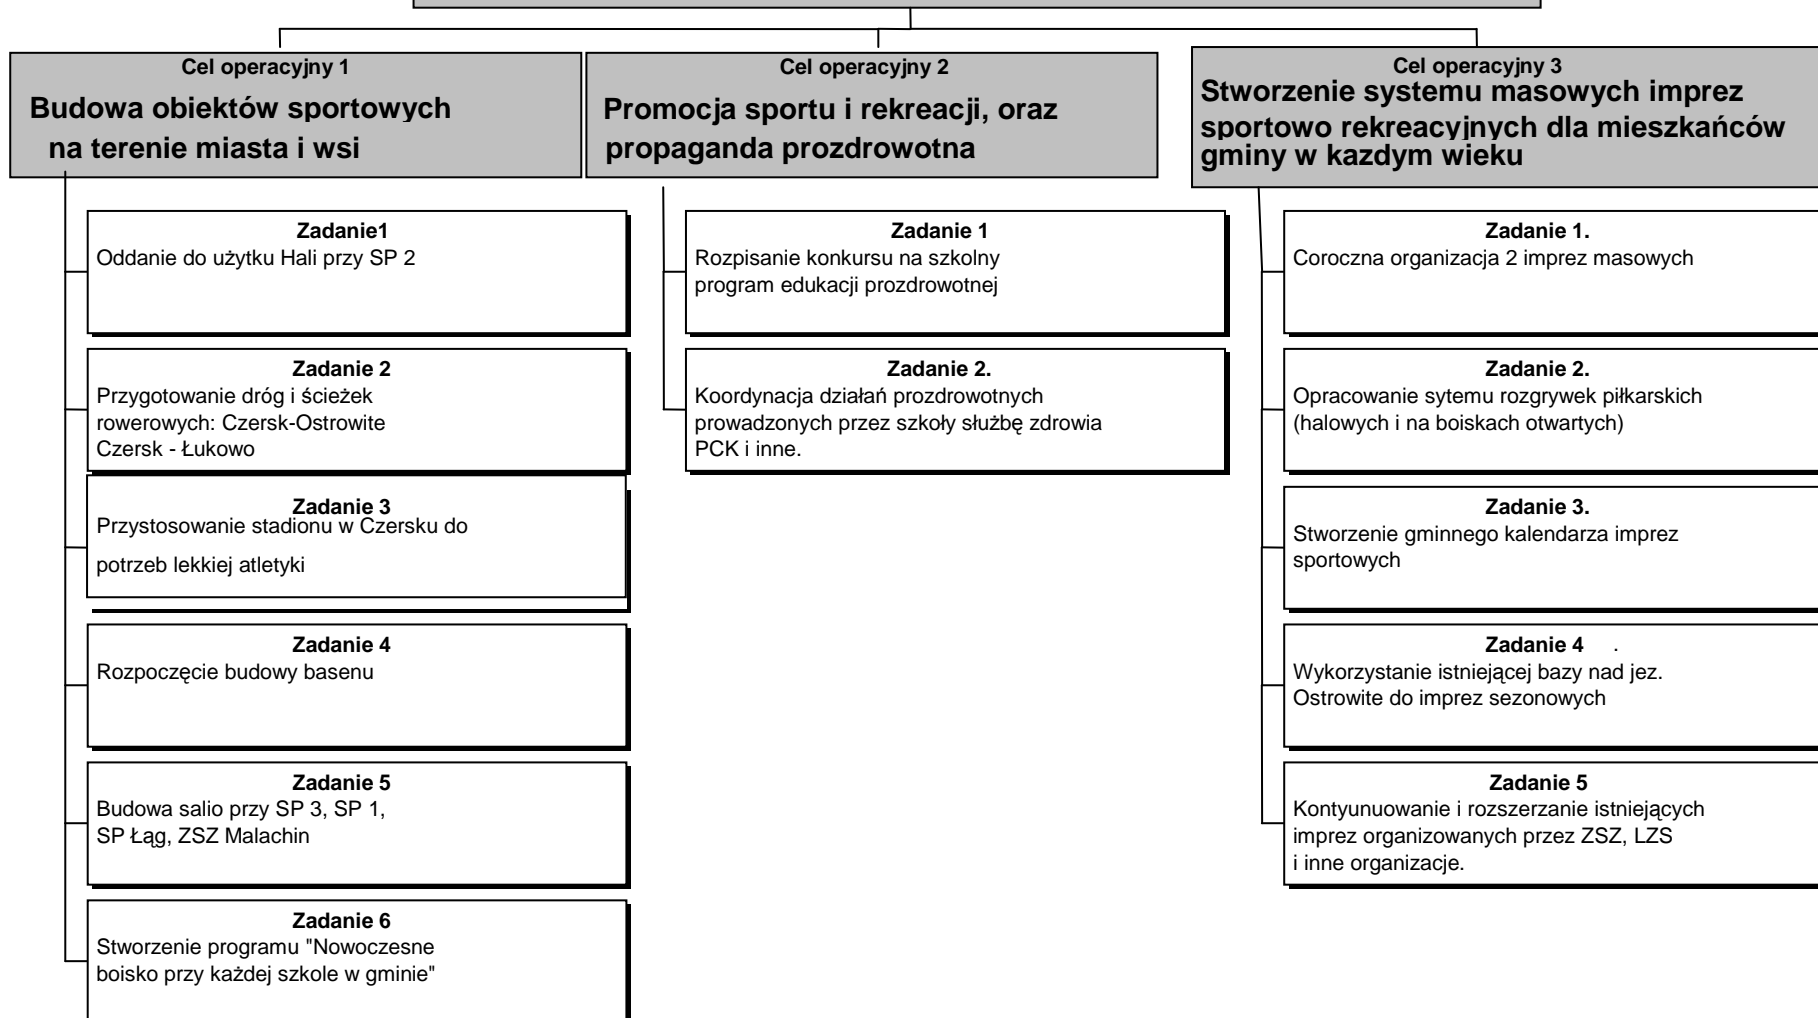 Cel operacyjny 1
Budowa obiektów sportowych
na terenie miasta i wsi
Zadanie1
Oddanie do użytku Hali przy SP 2
Zadanie 2
Przygotowanie dróg i ścieżek
rowerowych: Czersk-Ostrowite
Czersk - Łukowo
Zadanie 3
Przystosowanie stadionu w Czersku do
potrzeb lekkiej atletyki
Zadanie 4
Rozpoczęcie budowy basenu
Zadanie 5
Budowa salio przy SP 3, SP 1,
SP Łąg, ZSZ Malachin
Zadanie 6
Stworzenie programu "Nowoczesne
boisko przy każdej szkole w gminie"
Cel operacyjny 2
Promocja sportu i rekreacji, oraz
propaganda prozdrowotna
Zadanie 1
Rozpisanie konkursu na szkolny
program edukacji prozdrowotnej
Zadanie 2.
Koordynacja działań prozdrowotnych
prowadzonych przez szkoły służbę zdrowia
PCK i inne.
Cel operacyjny 3
Stworzenie systemu masowych imprez
sportowo rekreacyjnych dla mieszkańców
gminy w kazdym wieku
Zadanie 1.
Coroczna organizacja 2 imprez masowych
Zadanie 2.
Opracowanie sytemu rozgrywek piłkarskich
(halowych i na boiskach otwartych)
Zadanie 3.
Stworzenie gminnego kalendarza imprez
sportowych
Zadanie 4 .
Wykorzystanie istniejącej bazy nad jez.
Ostrowite do imprez sezonowych
Zadanie 5
Kontyunuowanie i rozszerzanie istniejących
imprez organizowanych przez ZSZ, LZS
i inne organizacje.